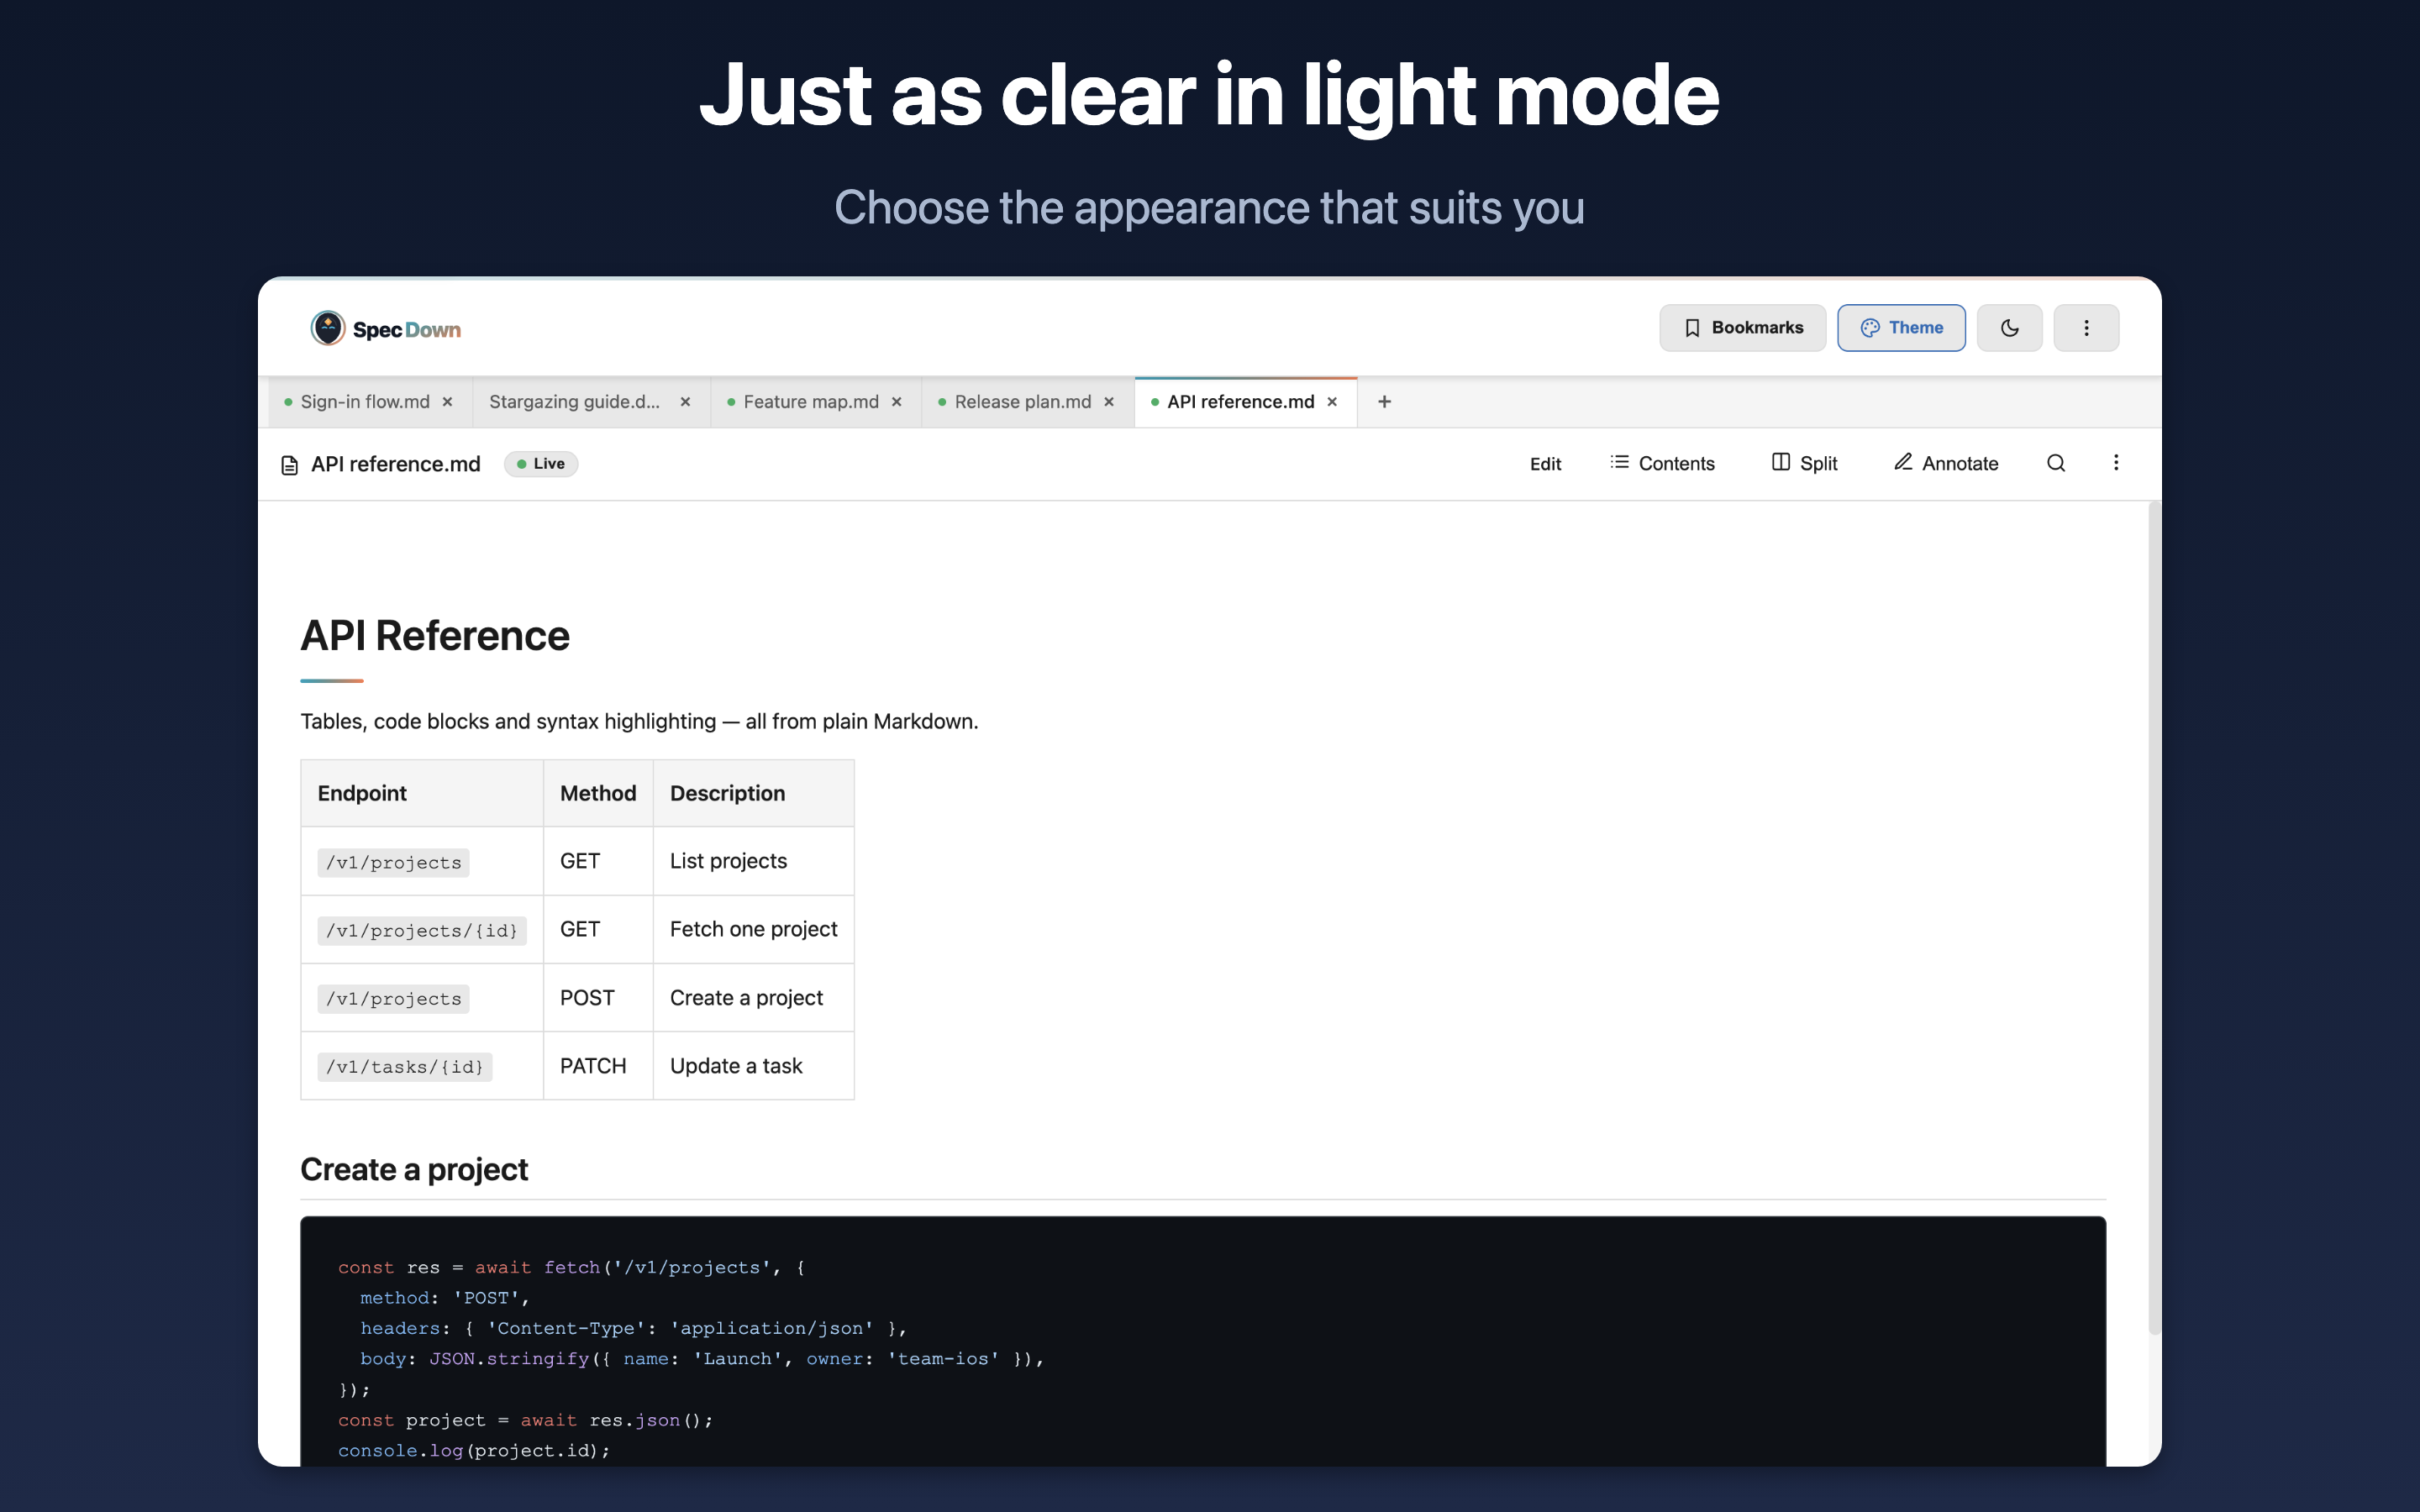 Just as clear in light mode
Choose the appearance that suits you
SpecDown
Bookmarks
Theme
Sign-in flow.md
Stargazing guide.d...
Feature map.md
Release plan.md
API reference.md
API reference.md
Live
Edit
Contents
Split
Annotate
API Reference
Tables, code blocks and syntax highlighting — all from plain Markdown.
Endpoint Method Description
/v1/projects GET List projects
/v1/projects/{id} GET Fetch one project
/v1/projects POST Create a project
/v1/tasks/{id} PATCH Update a task
Create a project
const res = await fetch('/v1/projects', {
  method: 'POST',
  headers: { 'Content-Type': 'application/json' },
  body: JSON.stringify({ name: 'Launch', owner: 'team-ios' }),
});
const project = await res.json();
console.log(project.id);